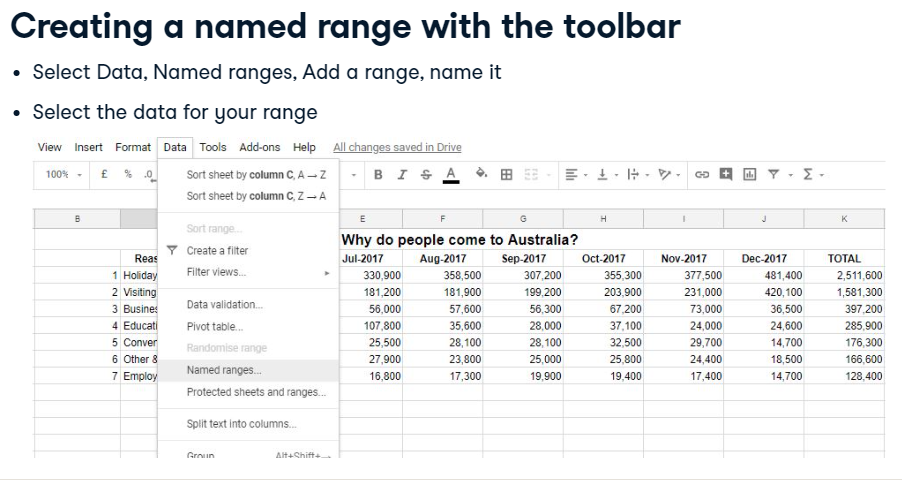 Creating a named range with the toolbar
• Select Data, Named ranges, Add a range, name it
• Select the data for your range
View Insert Format Data Tools Add-ons Help All changes saved in Drive
100% £ % .0
Sort sheet by column C, A → Z
Sort sheet by column C, Z → A
Sort range...
Create a filter
Filter views...
Data validation...
Pivot table...
Randomise range
Named ranges...
Protected sheets and ranges...
Split text into columns...
Group Alt+Shift+→
B I S A
B E F G H I J K
Why do people come to Australia?
Reas Jul-2017 Aug-2017 Sep-2017 Oct-2017 Nov-2017 Dec-2017 TOTAL
1 Holiday 330,900 358,500 307,200 355,300 377,500 481,400 2,511,600
2 Visiting 181,200 181,900 199,200 203,900 231,000 420,100 1,581,300
3 Busines 56,000 57,600 56,300 67,200 73,000 36,500 397,200
4 Educati 107,800 35,600 28,000 37,100 24,000 24,600 285,900
5 Conver 25,500 28,100 28,100 32,500 29,700 14,700 176,300
6 Other & 27,900 23,800 25,000 25,800 24,400 18,500 166,600
7 Employ 16,800 17,300 19,900 19,400 17,400 14,700 128,400